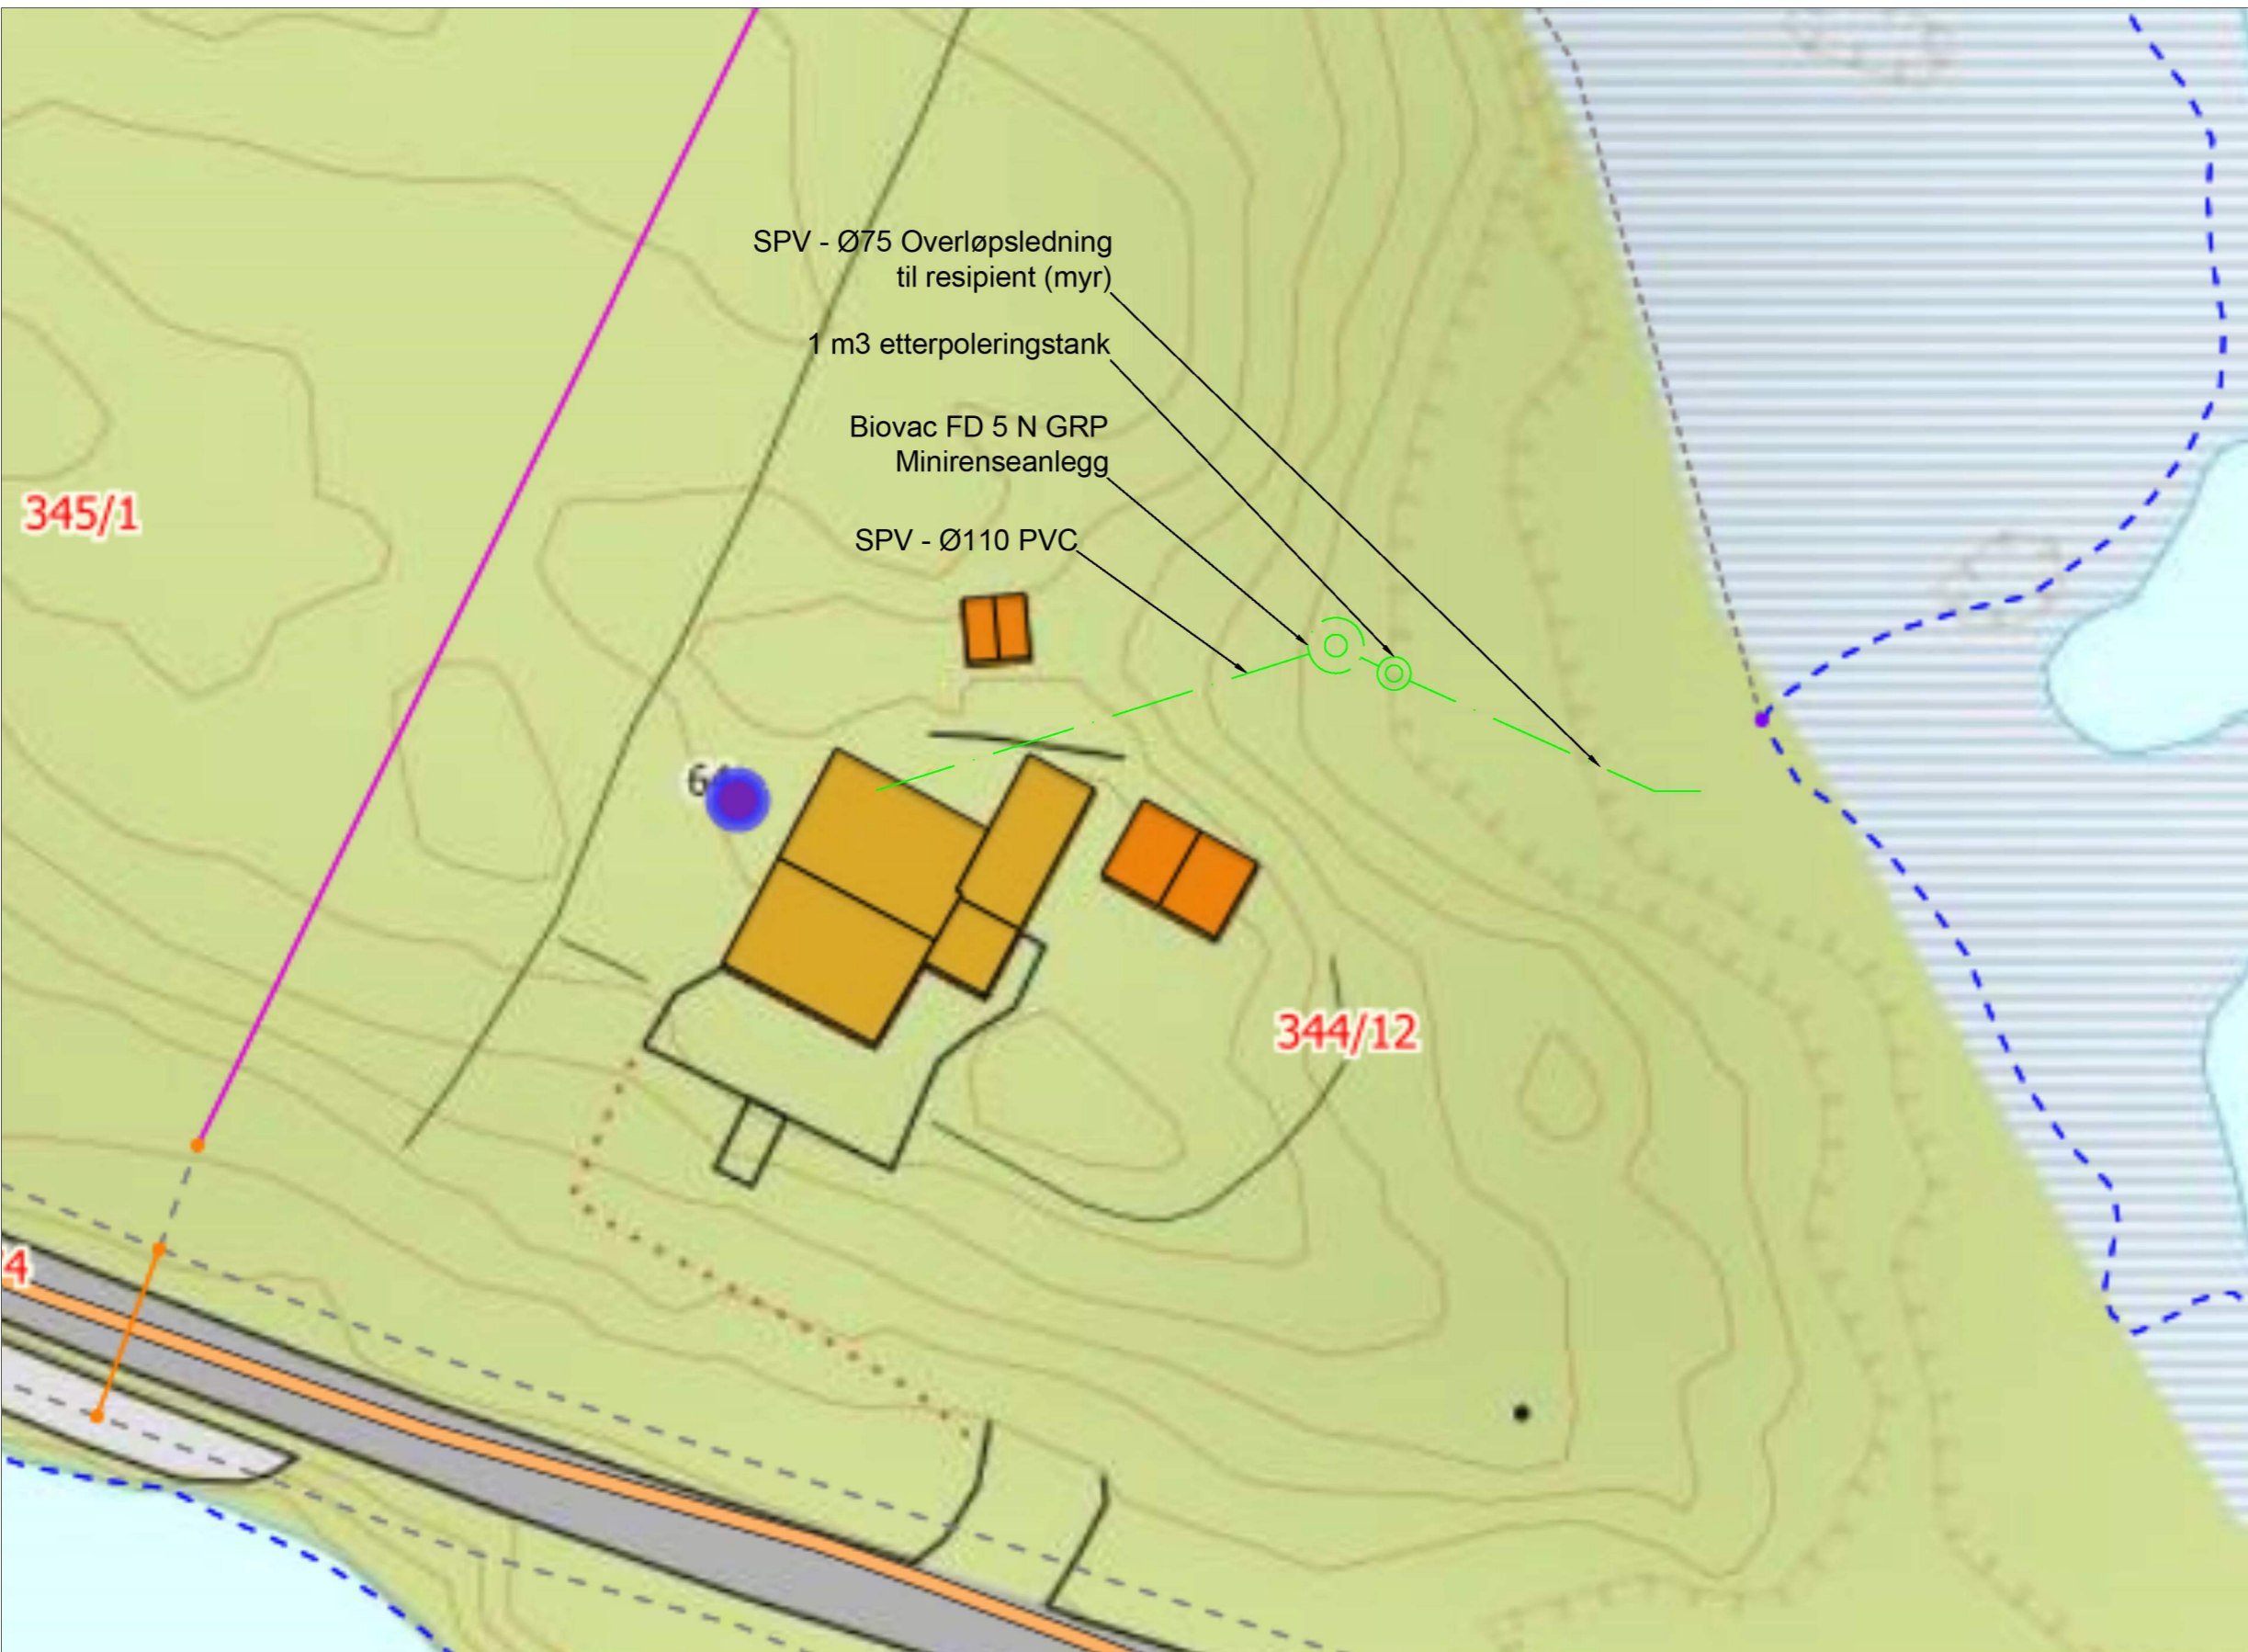 SPV - Ø75 Overløpsledning
til resipient (myr)
1 m3 etterpoleringstank
Biovac FD 5 N GRP
Minirenseanlegg
345/1
SPV - Ø110 PVC
344/12
4